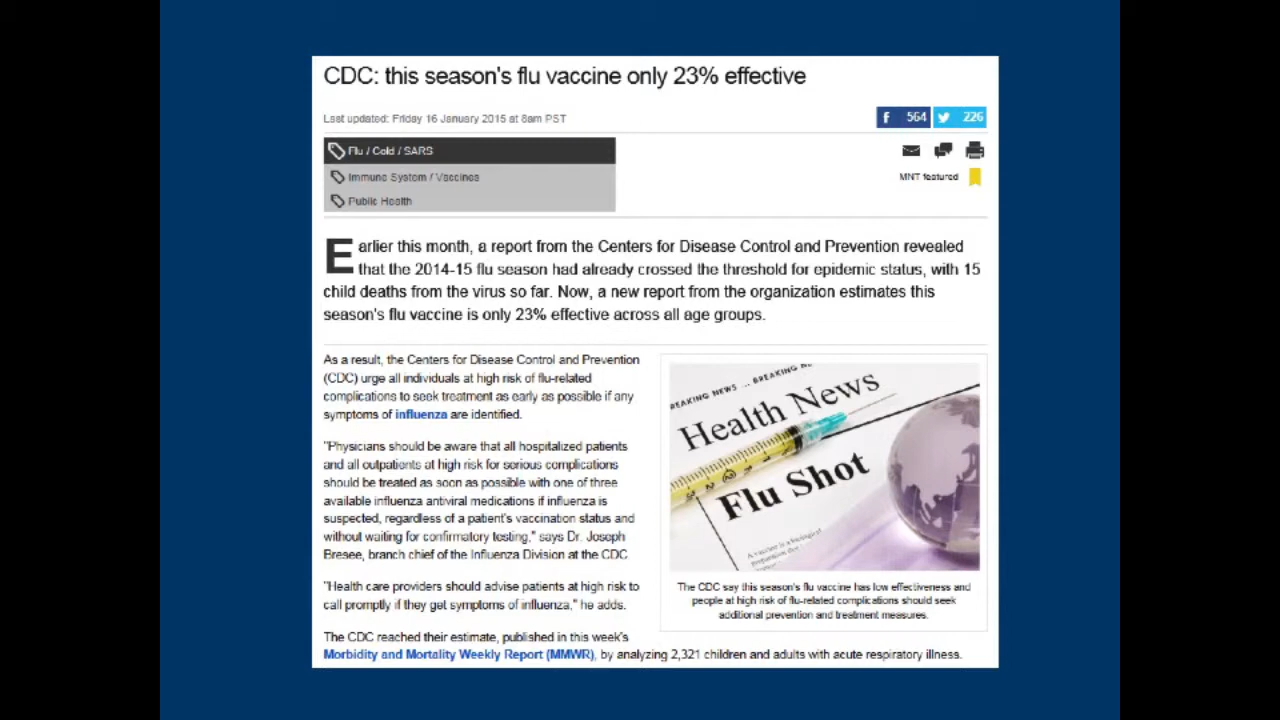 CDC: this season's flu vaccine only 23% effective
Last updated: Friday 16 January 2015 at 8am PST
564
226
Flu / Cold / SARS
Immune System / Vaccines
Public Health
MNT featured
Earlier this month, a report from the Centers for Disease Control and Prevention revealed
that the 2014-15 flu season had already crossed the threshold for epidemic status, with 15
child deaths from the virus so far. Now, a new report from the organization estimates this
season's flu vaccine is only 23% effective across all age groups.
As a result, the Centers for Disease Control and Prevention
(CDC) urge all individuals at high risk of flu-related
complications to seek treatment as early as possible if any
symptoms of influenza are identified.
"Physicians should be aware that all hospitalized patients
and all outpatients at high risk for serious complications
should be treated as soon as possible with one of three
available influenza antiviral medications if influenza is
suspected, regardless of a patient's vaccination status and
without waiting for confirmatory testing," says Dr. Joseph
Bresee, branch chief of the Influenza Division at the CDC
"Health care providers should advise patients at high risk to
call promptly if they get symptoms of influenza," he adds.
The CDC reached their estimate, published in this week's
Morbidity and Mortality Weekly Report (MMWR), by analyzing 2,321 children and adults with acute respiratory illness.
EAKING NEWS ... BREAKING N
Health News
Flu Shot
A vaccine is a biological
preparation that
The CDC say this season's flu vaccine has low effectiveness and
people at high risk of flu-related complications should seek
additional prevention and treatment measures.